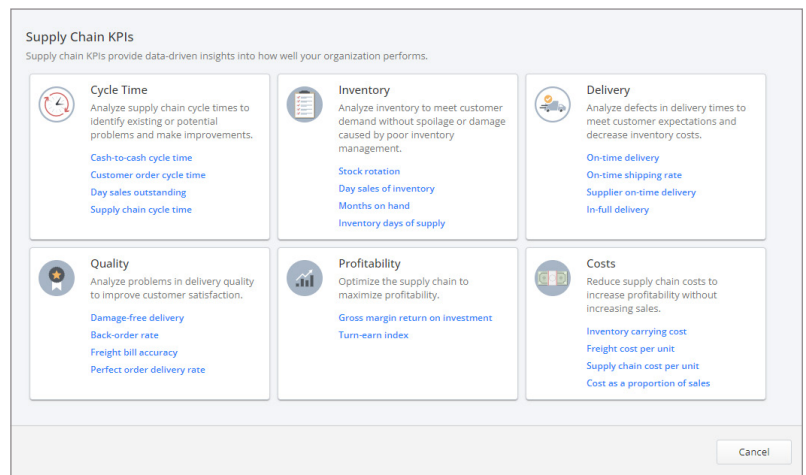 Supply Chain KPIs
Supply chain KPIs provide data-driven insights into how well your organization performs.
Cycle Time
Analyze supply chain cycle times to
identify existing or potential
problems and make improvements.
Cash-to-cash cycle time
Customer order cycle time
Day sales outstanding
Supply chain cycle time
Inventory
Analyze inventory to meet customer
demand without spoilage or damage
caused by poor inventory
management.
Stock rotation
Day sales of inventory
Months on hand
Inventory days of supply
Delivery
Analyze defects in delivery times to
meet customer expectations and
decrease inventory costs.
On-time delivery
On-time shipping rate
Supplier on-time delivery
In-full delivery
Quality
Analyze problems in delivery quality
to improve customer satisfaction.
Damage-free delivery
Back-order rate
Freight bill accuracy
Perfect order delivery rate
Profitability
Optimize the supply chain to
maximize profitability.
Gross margin return on investment
Turn-earn index
Costs
Reduce supply chain costs to
increase profitability without
increasing sales.
Inventory carrying cost
Freight cost per unit
Supply chain cost per unit
Cost as a proportion of sales
Cancel